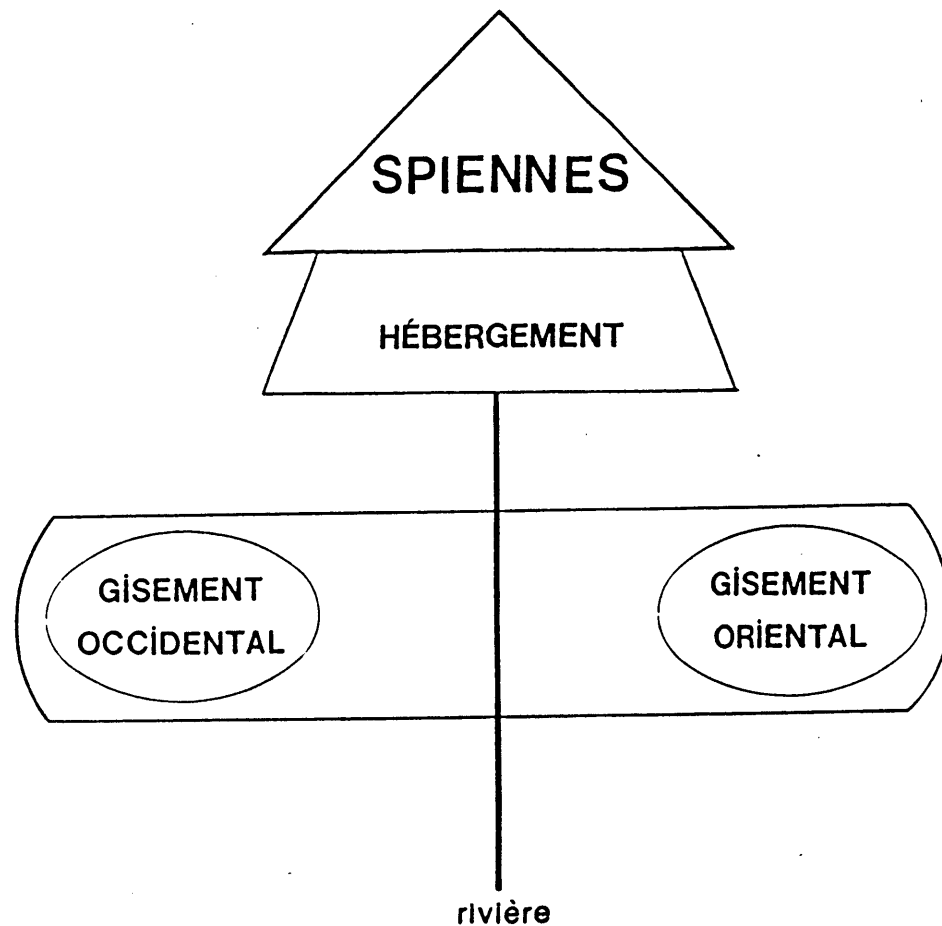 SPIENNES
HÉBERGEMENT
GİSEMENT
OCCİDENTAL
GİSEMENT
ORİENTAL
rivière